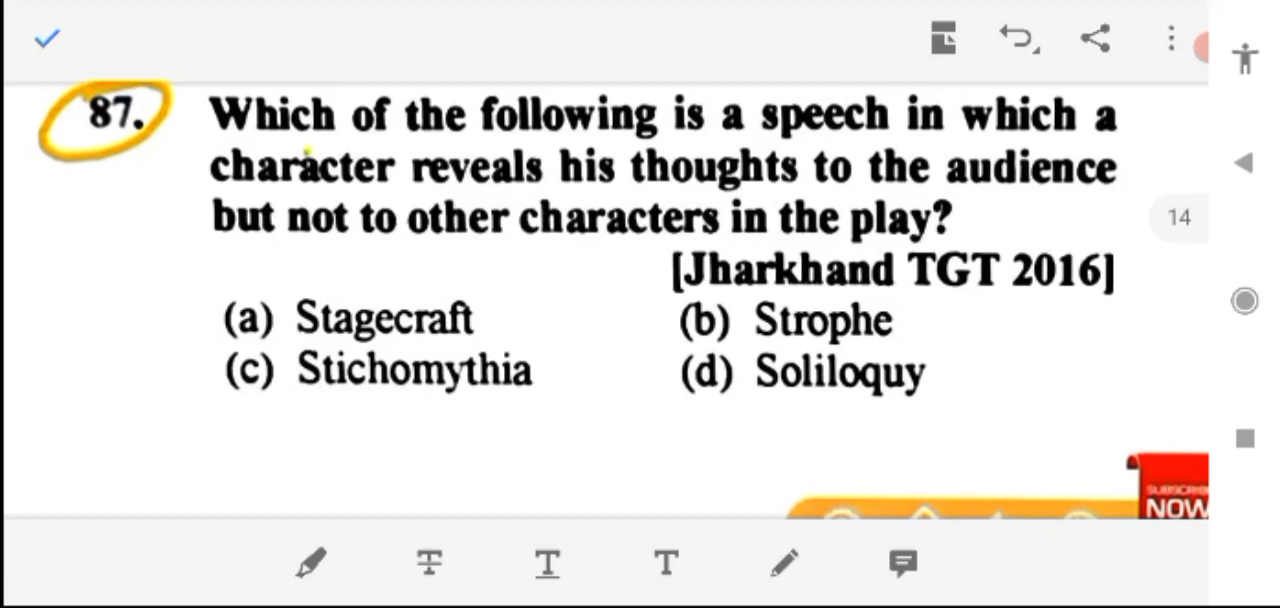 87. Which of the following is a speech in which a
character reveals his thoughts to the audience
but not to other characters in the play?
[Jharkhand TGT 2016]
(a) Stagecraft (b) Strophe
(c) Stichomythia (d) Soliloquy
14
SUBSCRIBE
NOW
T T T